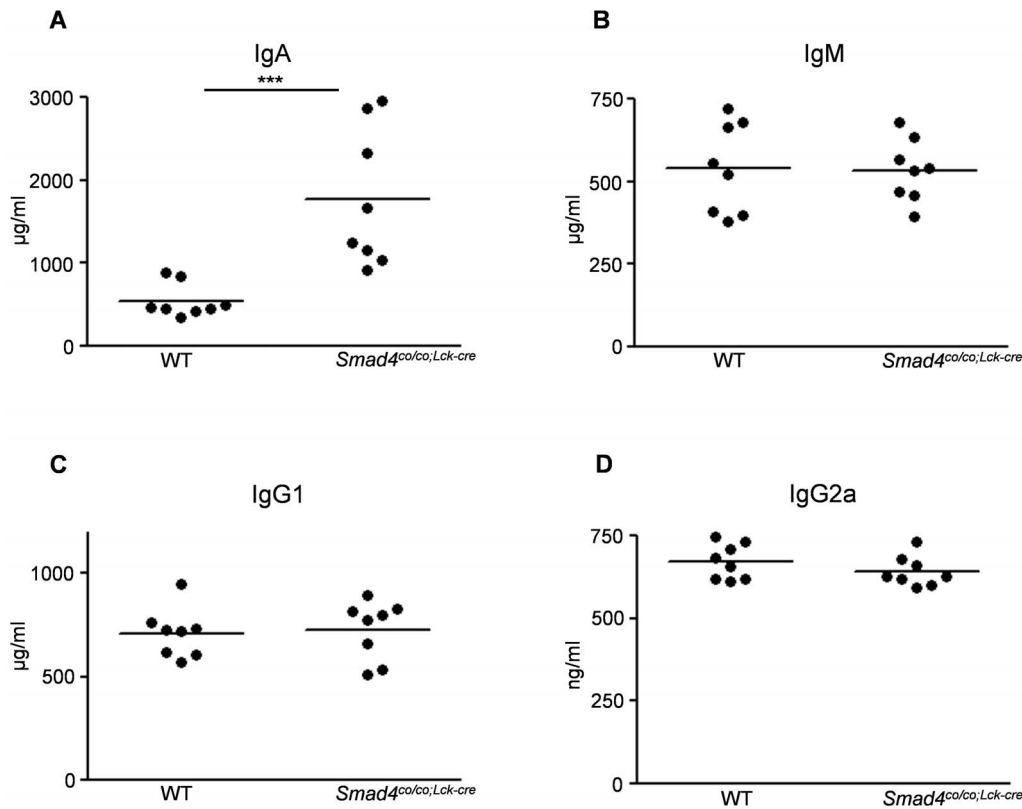 A
IgA
***
3000
2000
1000
0
µg/ml
WT
Smad4co/co;Lck-cre
B
IgM
750
500
250
0
µg/ml
WT
Smad4co/co;Lck-cre
C
IgG1
1000
500
0
µg/ml
WT
Smad4co/co;Lck-cre
D
IgG2a
750
500
250
0
ng/ml
WT
Smad4co/co;Lck-cre